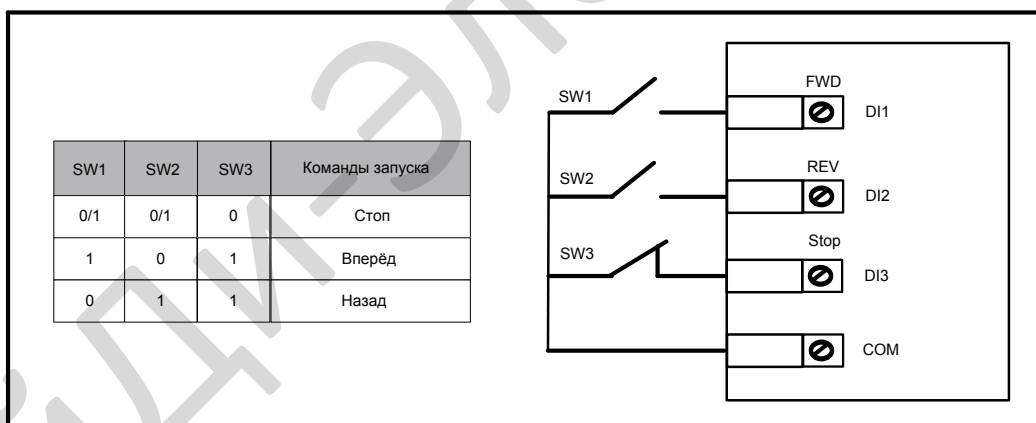 SW1 SW2 SW3 Команды запуска
0/1 0/1 0 Стоп
1 0 1 Вперёд
0 1 1 Назад
SW1 FWD DI1
SW2 REV DI2
SW3 Stop DI3
COM